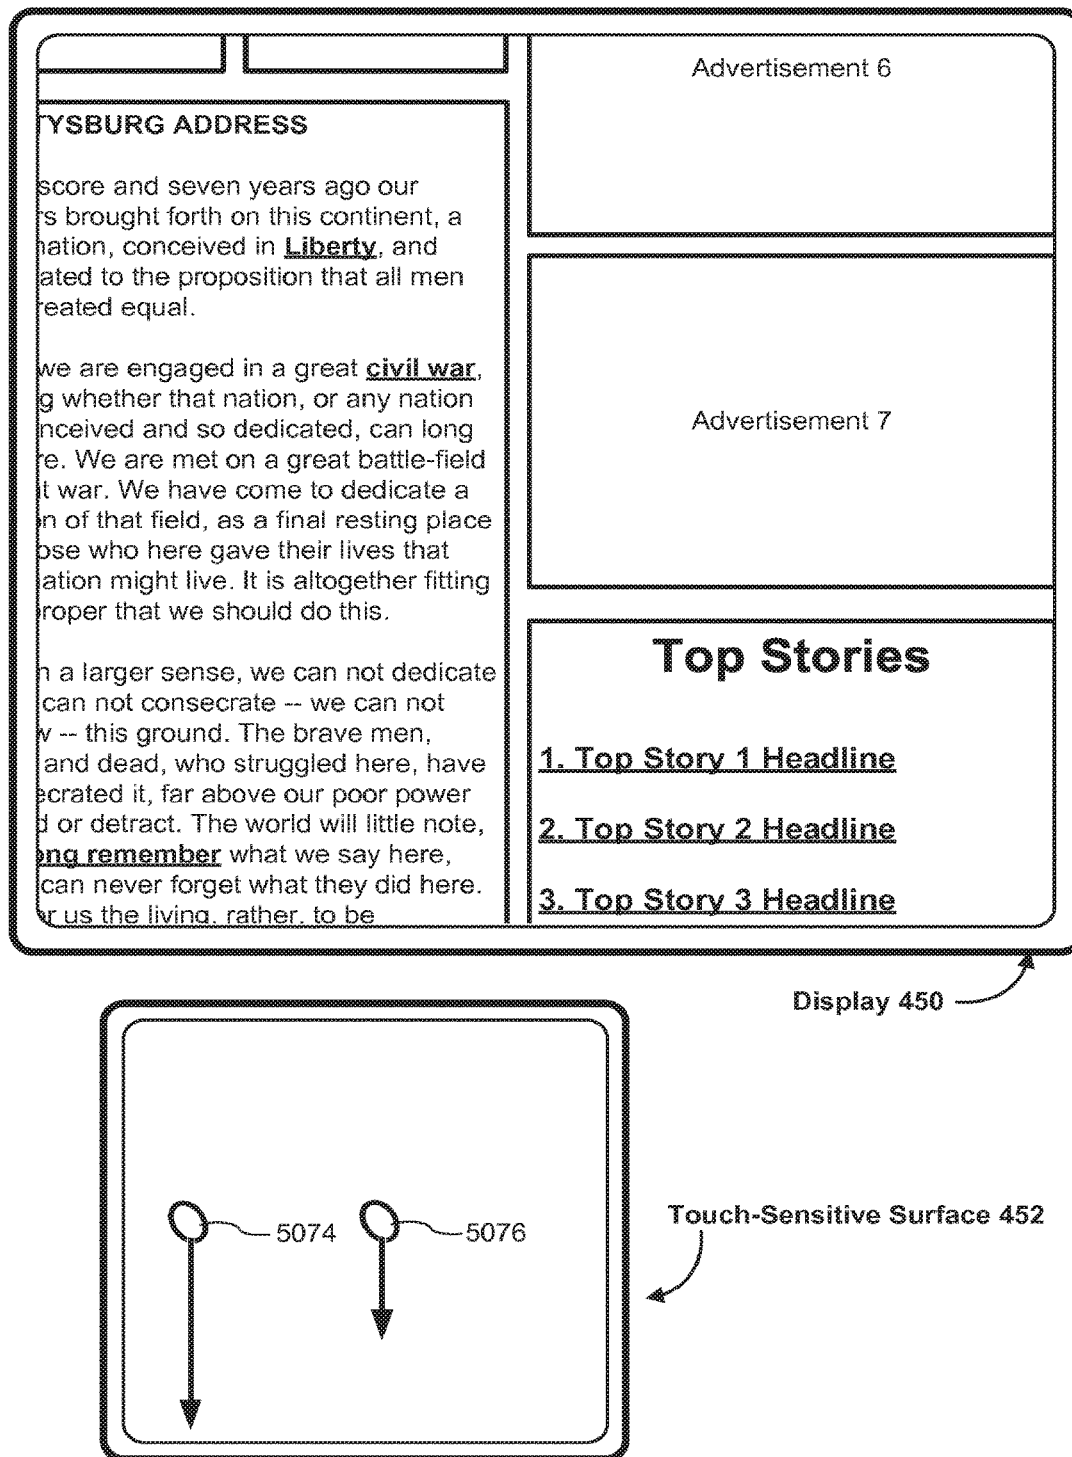 TYSBURG ADDRESS
score and seven years ago our
rs brought forth on this continent, a
nation, conceived in Liberty, and
ated to the proposition that all men
reated equal.
we are engaged in a great civil war,
g whether that nation, or any nation
nceived and so dedicated, can long
re. We are met on a great battle-field
t war. We have come to dedicate a
n of that field, as a final resting place
ose who here gave their lives that
ation might live. It is altogether fitting
roper that we should do this.
n a larger sense, we can not dedicate
can not consecrate -- we can not
w -- this ground. The brave men,
and dead, who struggled here, have
ecrated it, far above our poor power
d or detract. The world will little note,
ong remember what we say here,
can never forget what they did here.
or us the living, rather, to be
Advertisement 6
Advertisement 7
Top Stories
1. Top Story 1 Headline
2. Top Story 2 Headline
3. Top Story 3 Headline
Display 450
5074
5076
Touch-Sensitive Surface 452